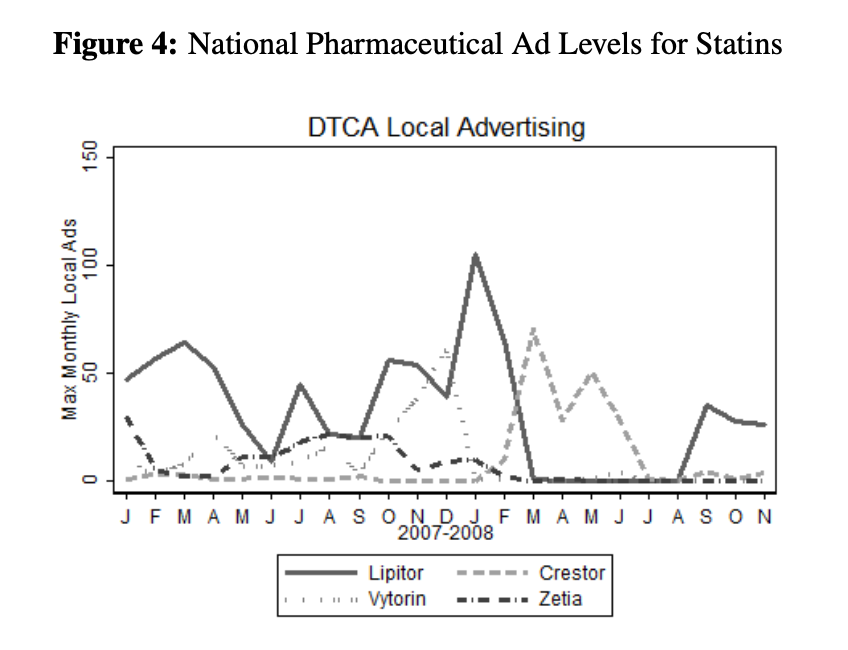 Figure 4: National Pharmaceutical Ad Levels for Statins
DTCA Local Advertising
Max Monthly Local Ads
150
100
50
0
J F M A M J J A S O N D J F M A M J J A S O N
2007-2008
Lipitor Crestor
Vytorin Zetia